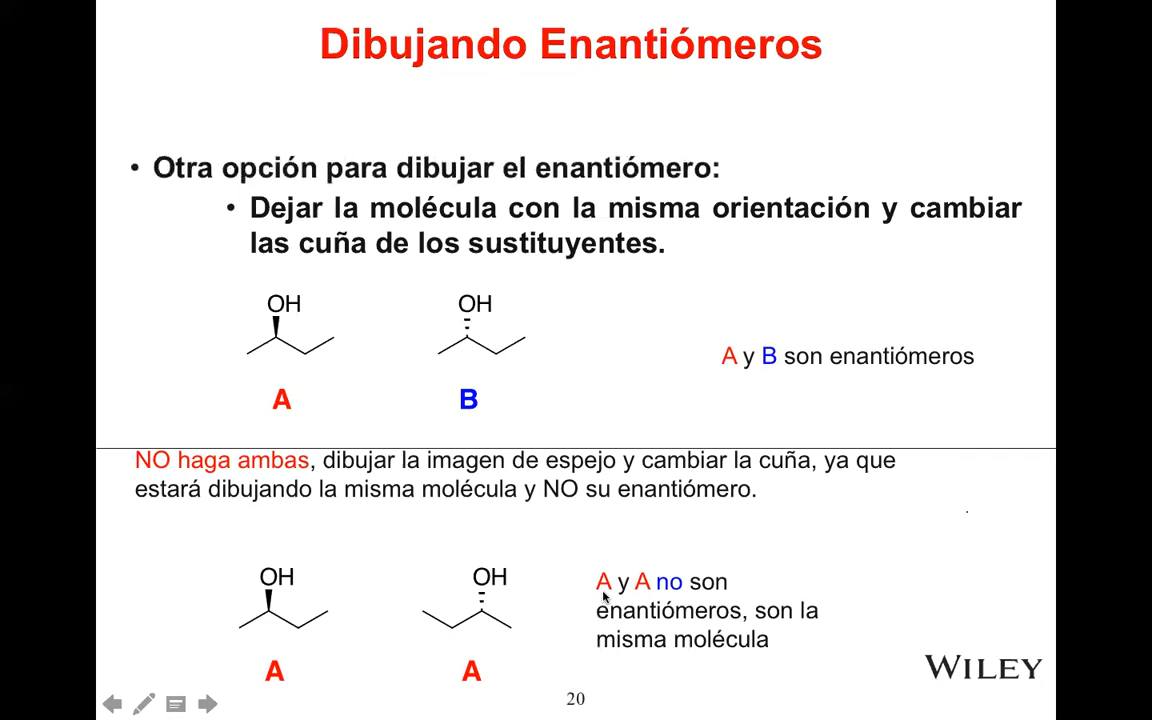 Dibujando Enantiómeros
• Otra opción para dibujar el enantiómero:
• Dejar la molécula con la misma orientación y cambiar
las cuña de los sustituyentes.
OH
OH
A y B son enantiómeros
A
B
NO haga ambas, dibujar la imagen de espejo y cambiar la cuña, ya que
estará dibujando la misma molécula y NO su enantiómero.
OH
OH
A y A no son
enantiómeros, son la
misma molécula
A
A
WILEY
20